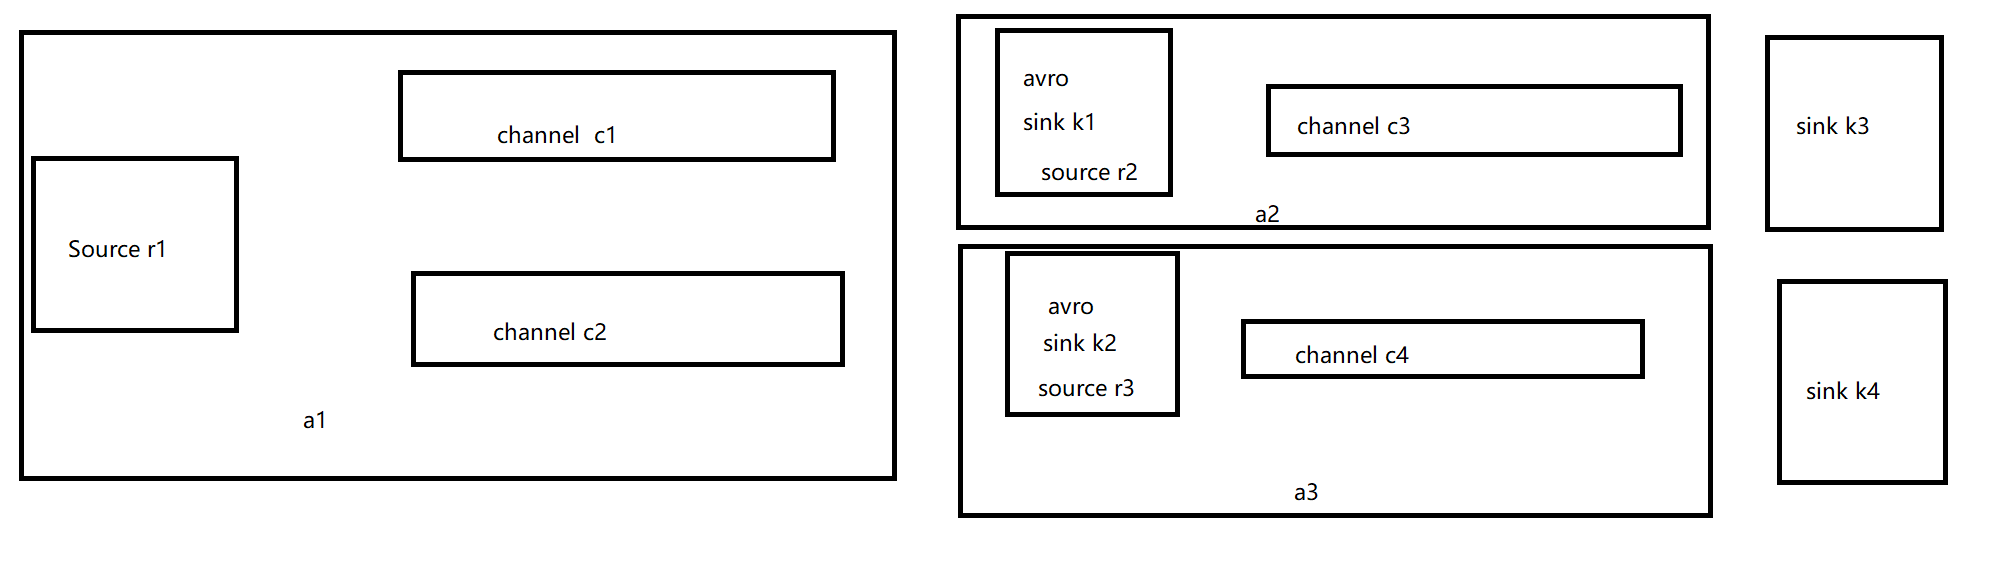 Source r1
channel  c1
channel c2
a1
avro
sink k1
source r2
channel c3
a2
avro
sink k2
source r3
channel c4
a3
sink k3
sink k4